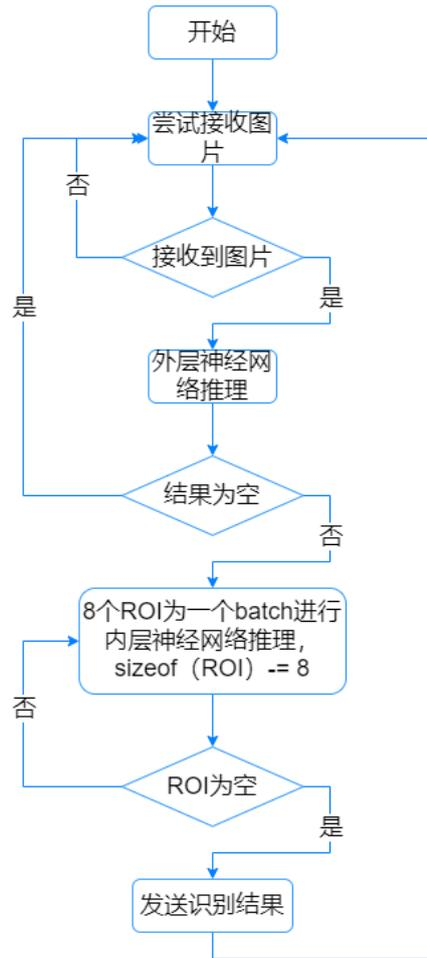 开始
尝试接收图
片
否
接收到图片
是
是
外层神经网
络推理
结果为空
否
8个ROI为一个batch进行
内层神经网络推理，
sizeof（ROI）-= 8
否
ROI为空
是
发送识别结果